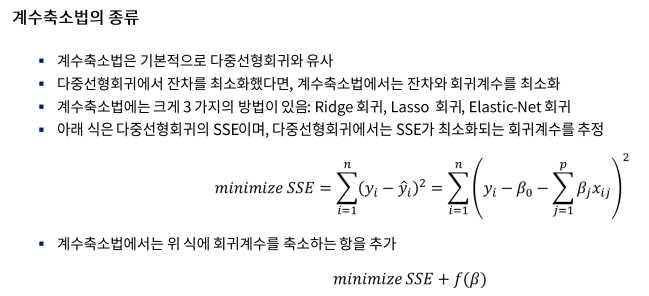 계수축소법의 종류
▪ 계수축소법은 기본적으로 다중선형회귀와 유사
▪ 다중선형회귀에서 잔차를 최소화했다면, 계수축소법에서는 잔차와 회귀계수를 최소화
▪ 계수축소법에는 크게 3 가지의 방법이 있음: Ridge 회귀, Lasso 회귀, Elastic-Net 회귀
▪ 아래 식은 다중선형회귀의 SSE이며, 다중선형회귀에서는 SSE가 최소화되는 회귀계수를 추정
minimize SSE = \sum_{i=1}^{n} (y_i − \hat{y}_i)^2 = \sum_{i=1}^{n} \left( y_i − β_0 − \sum_{j=1}^{p} β_j x_{ij} \right)^2
▪ 계수축소법에서는 위 식에 회귀계수를 축소하는 항을 추가
minimize SSE + f(β)